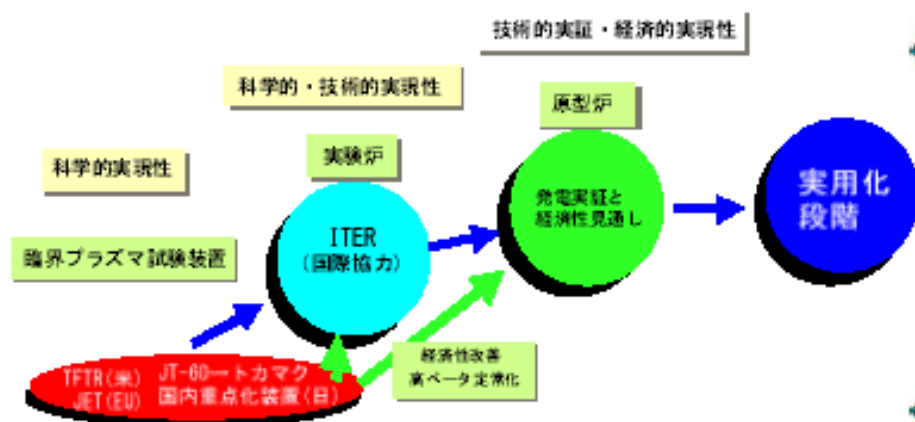 技術的実証・経済的実現性
科学的・技術的実現性
原型炉
実験炉
科学的実現性
実用化
段階
発電実証と
経済性見通し
ITER
(国際協力)
臨界プラズマ試験装置
経済性改善
高ベータ定常化
TFTR(米)
JET(EU)
JT-60ートカマク
国内重点化装置(日)